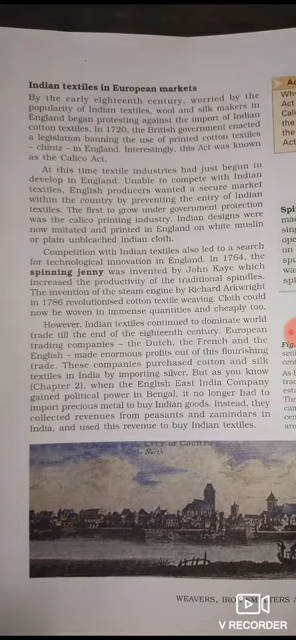 Indian textiles in European markets
By the early eighteenth century, worried by the
popularity of Indian textiles, wool and silk makers in
England began protesting against the import of Indian
cotton textiles. In 1720, the British government enacted
a legislation banning the use of printed cotton textiles
– chintz – in England. Interestingly, this Act was known
as the Calico Act.
At this time textile industries had just begun to
develop in England. Unable to compete with Indian
textiles, English producers wanted a secure market
within the country by preventing the entry of Indian
textiles. The first to grow under government protection
was the calico printing industry. Indian designs were
now imitated and printed in England on white muslin
or plain unbleached Indian cloth.
Competition with Indian textiles also led to a search
for technological innovation in England. In 1764, the
spinning jenny was invented by John Kaye which
increased the productivity of the traditional spindles.
The invention of the steam engine by Richard Arkwright
in 1786 revolutionised cotton textile weaving. Cloth could
now be woven in immense quantities and cheaply too.
However, Indian textiles continued to dominate world
trade till the end of the eighteenth century. European
trading companies – the Dutch, the French and the
English – made enormous profits out of this flourishing
trade. These companies purchased cotton and silk
textiles in India by importing silver. But as you know
(Chapter 2), when the English East India Company
gained political power in Bengal, it no longer had to
import precious metal to buy Indian goods. Instead, they
collected revenues from peasants and zamindars in
India, and used this revenue to buy Indian textiles.
WEAVERS,
Why
Act
the
the
Act
Fig.
V RECORDER